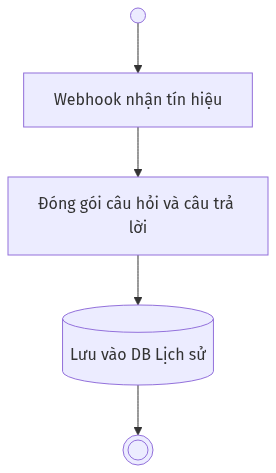 Webhook nhận tín hiệu
Đóng gói câu hỏi và câu trả
lời
Lưu vào DB Lịch sử